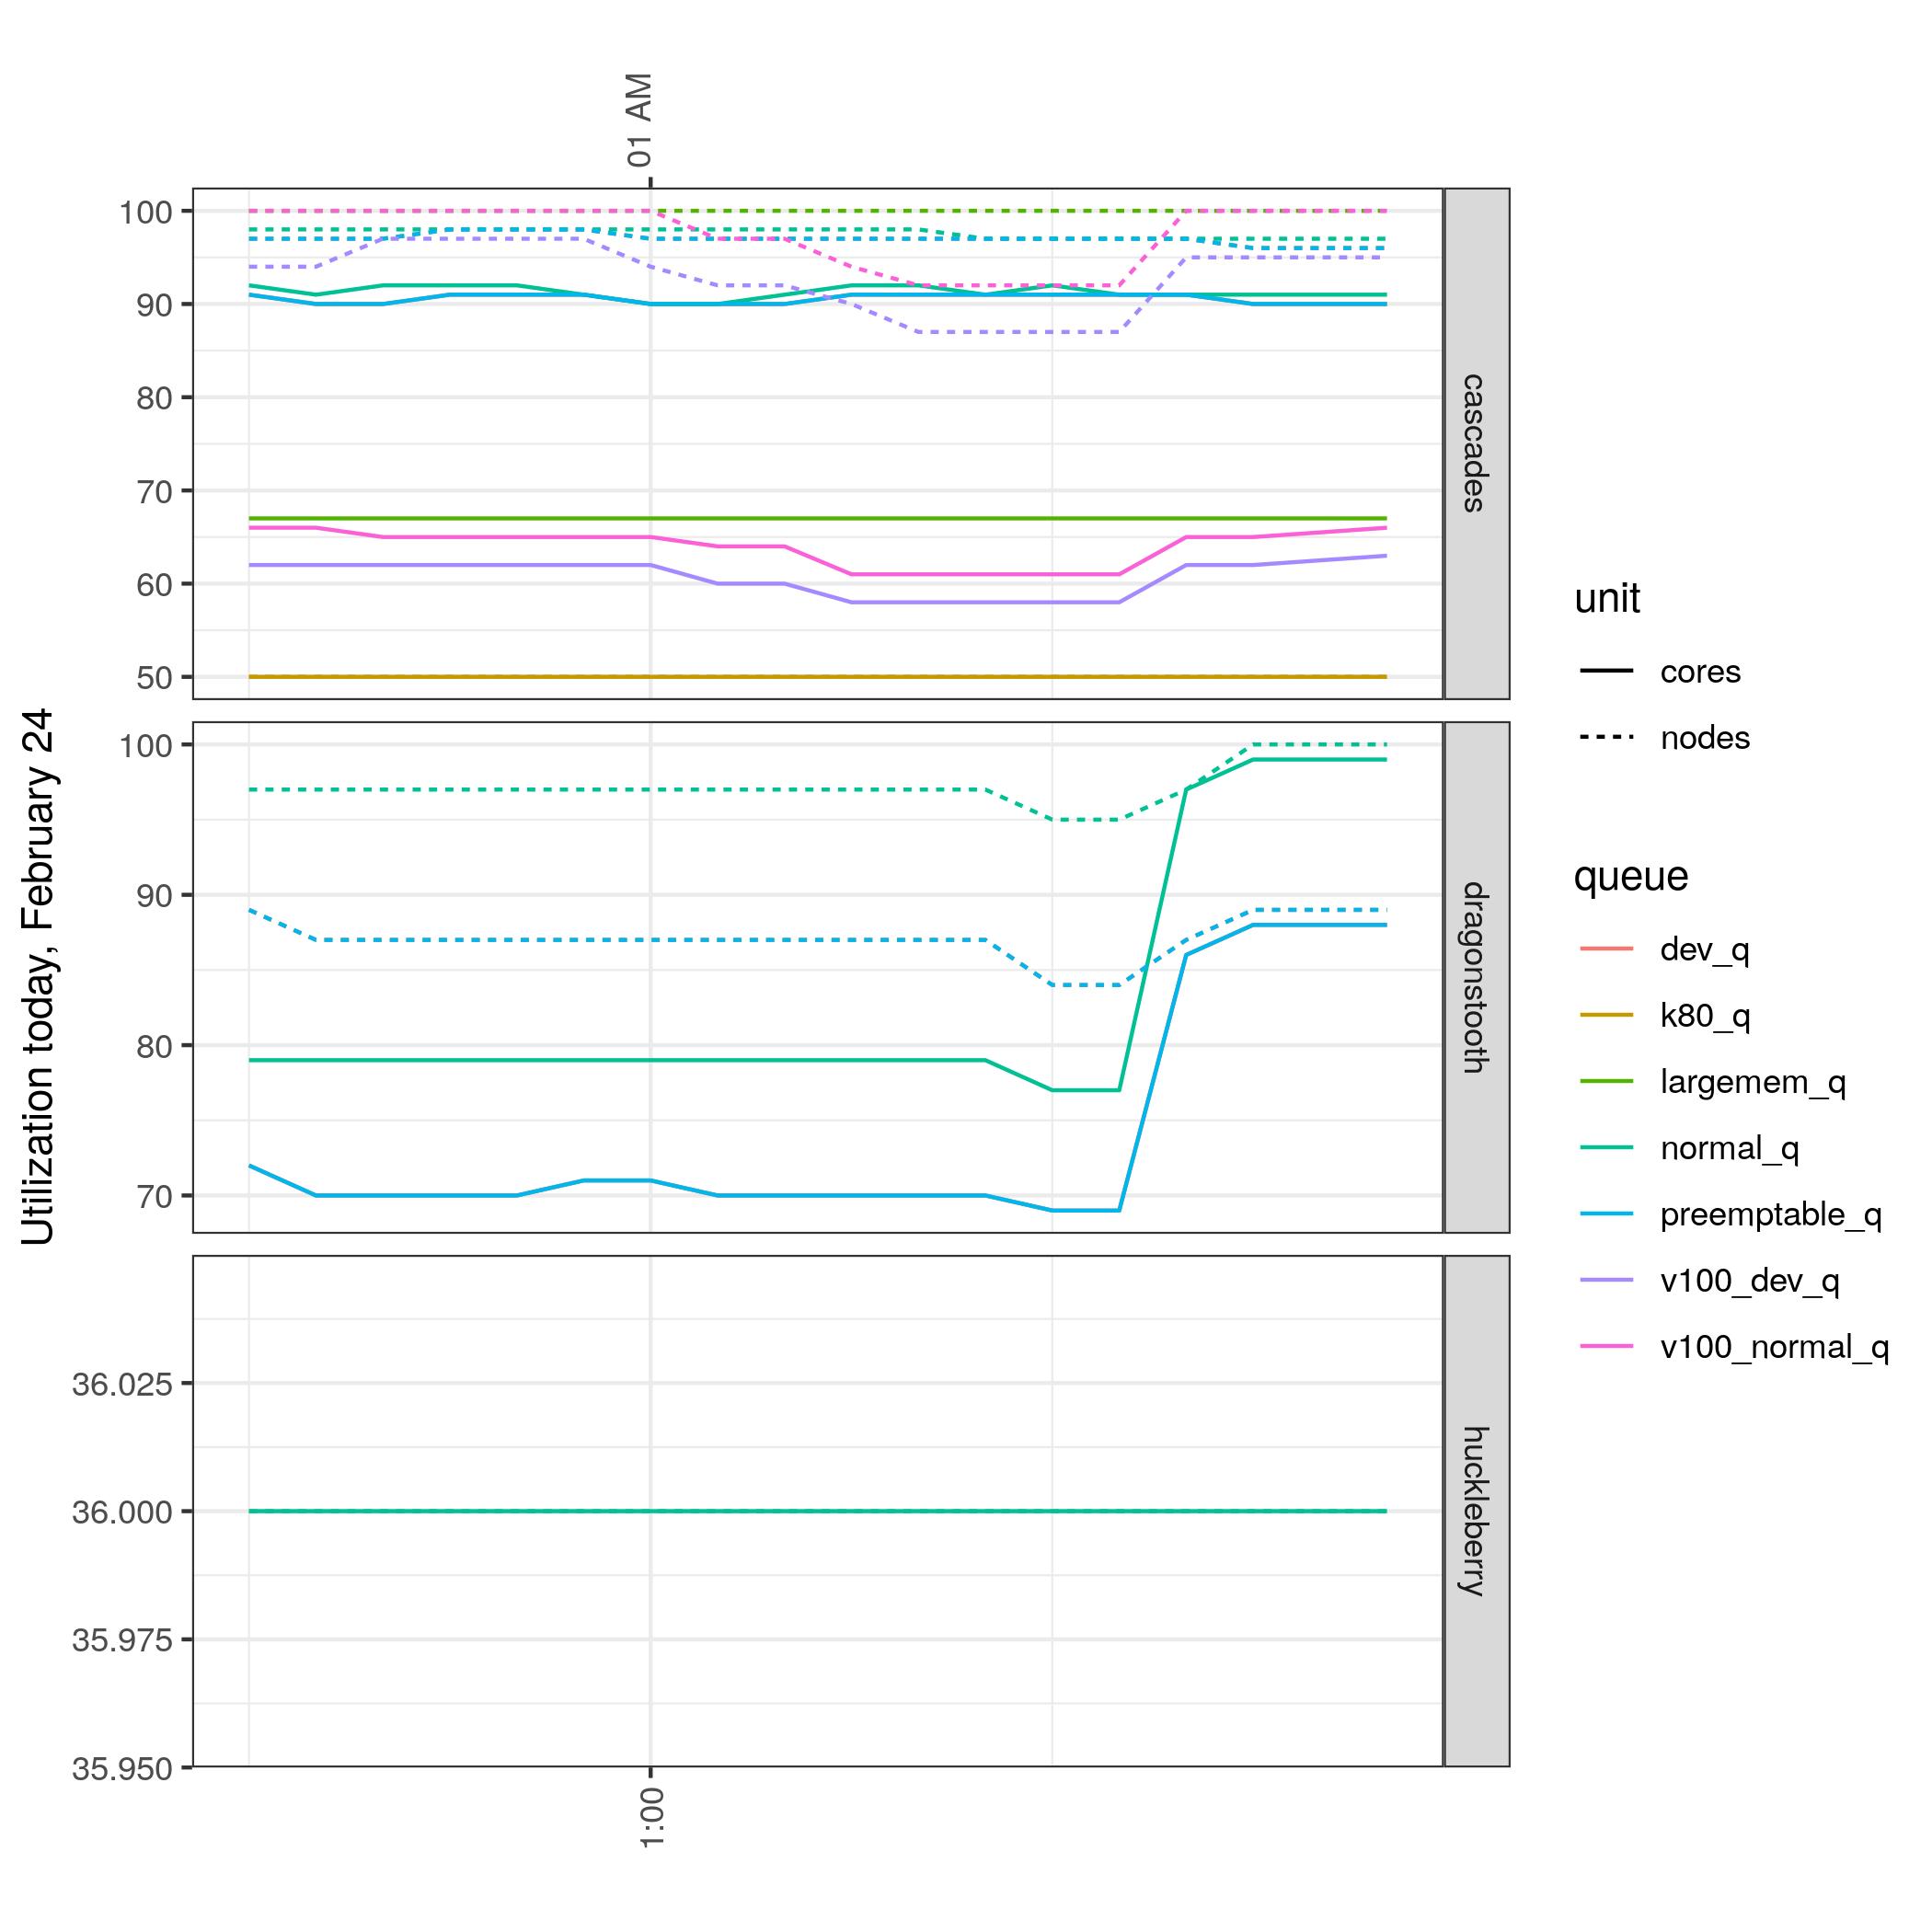 01 AM
100
90
80
70
60
50
cascades
100
90
80
70
dragonstooth
36.025
36.000
35.975
35.950
huckleberry
1:00
Utilization today, February 24
unit
cores
nodes
queue
dev_q
k80_q
largemem_q
normal_q
preemptable_q
v100_dev_q
v100_normal_q